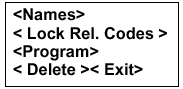 <Names>
< Lock Rel. Codes >
<Program>
< Delete >< Exit>